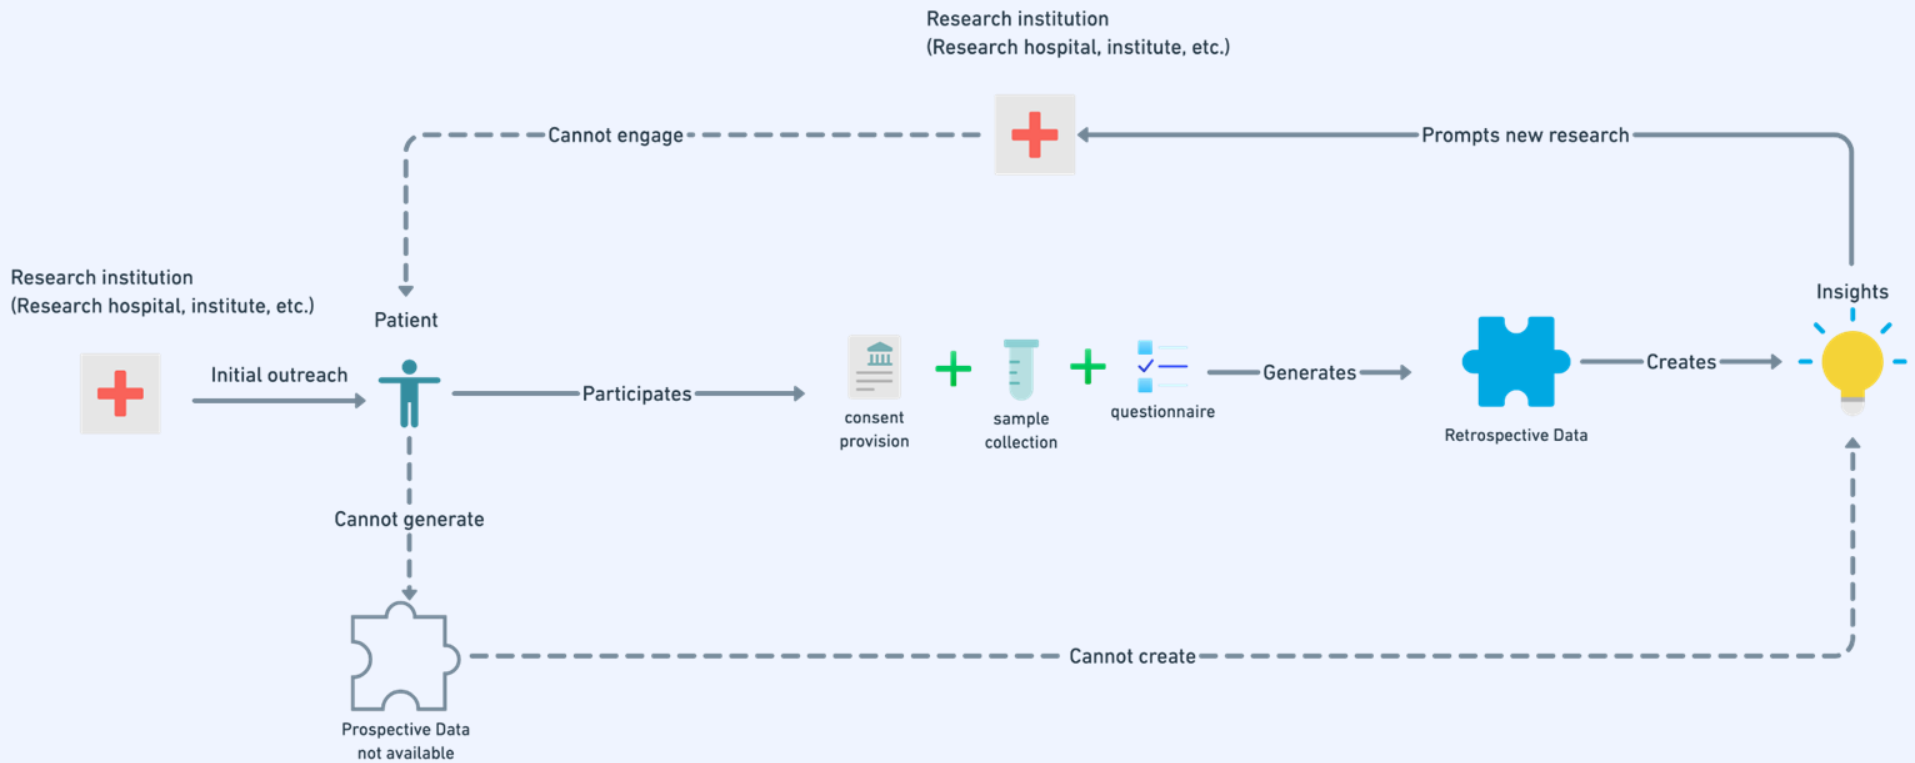 Research institution
(Research hospital, institute, etc.)
Cannot engage
Prompts new research
Research institution
(Research hospital, institute, etc.)
Patient
Insights
Initial outreach
Participates
Generates
Creates
consent
provision
sample
collection
questionnaire
Retrospective Data
Cannot generate
Cannot create
Prospective Data
not available